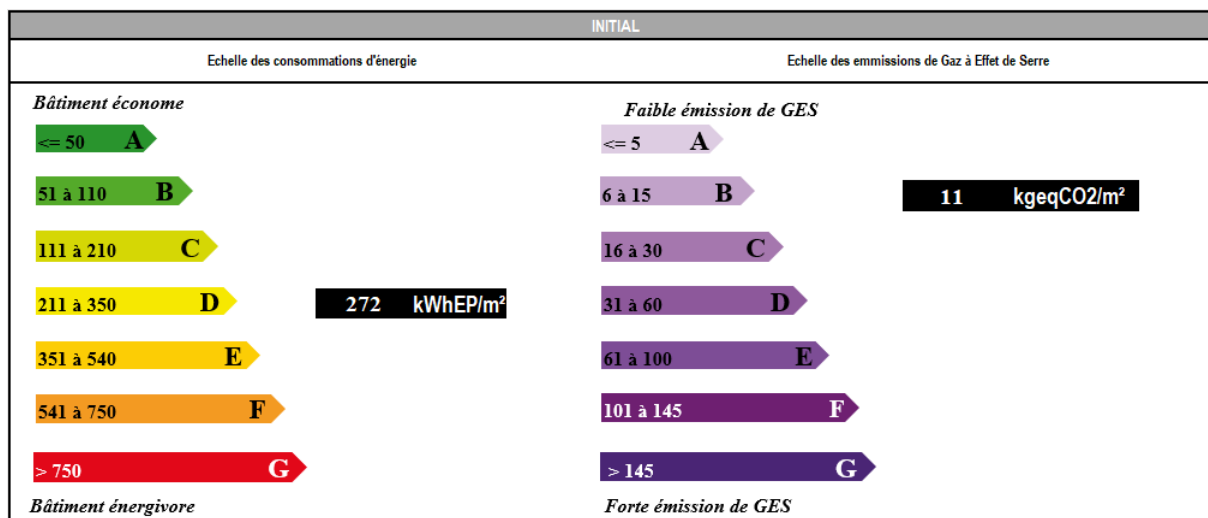 INITIAL
Echelle des consommations d'énergie
Echelle des emmissions de Gaz à Effet de Serre
Bâtiment économe
Faible émission de GES
<= 50 A
<= 5 A
51 à 110 B
6 à 15 B
11 kgeqCO2/m²
111 à 210 C
16 à 30 C
211 à 350 D
272 kWhEP/m²
31 à 60 D
351 à 540 E
61 à 100 E
541 à 750 F
101 à 145 F
> 750 G
> 145 G
Bâtiment énergivore
Forte émission de GES